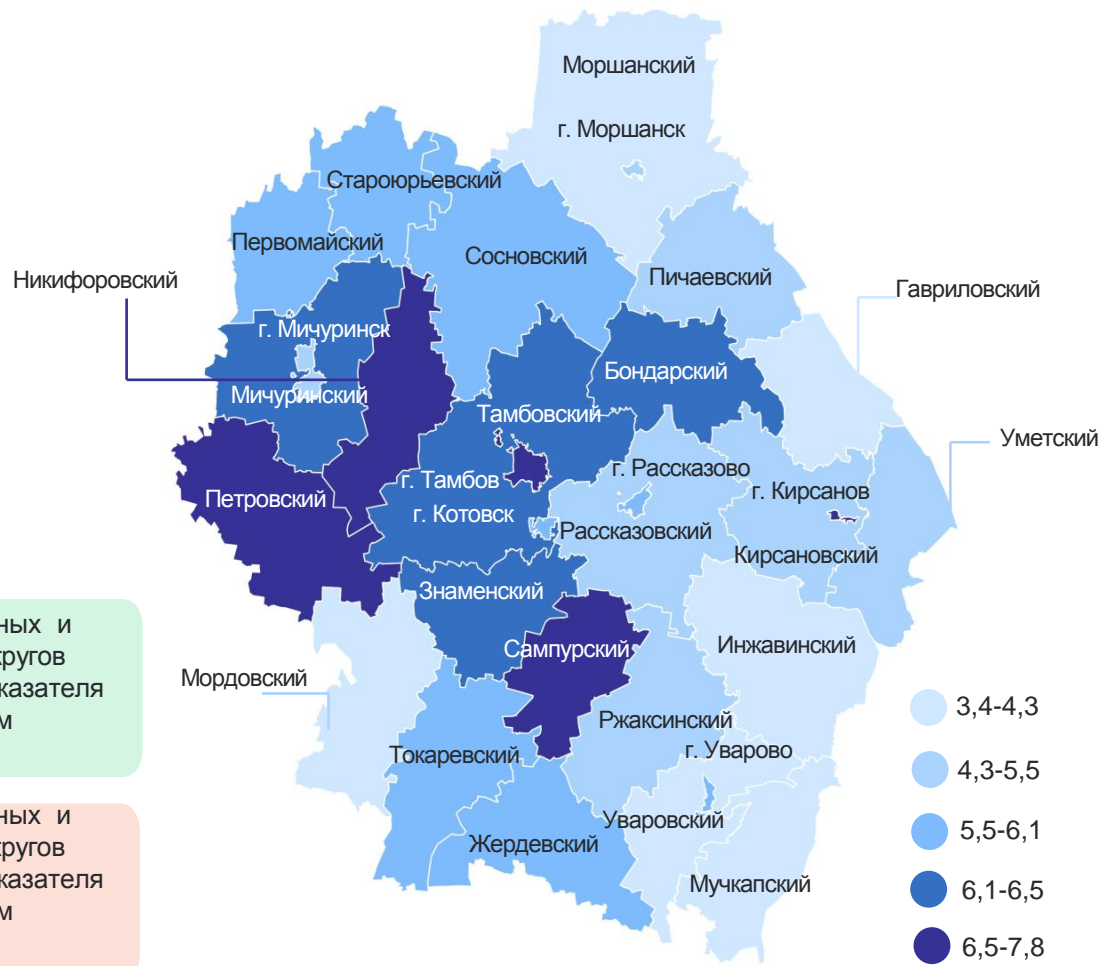 Моршанский
г. Моршанск
Староюрьевский
Первомайский
Сосновский
Пичаевский
Никифоровский
Гавриловский
г. Мичуринск
Бондарский
Мичуринский
Тамбовский
Уметский
г. Рассказово
г. Тамбов
г. Кирсанов
Петровский
г. Котовск
Рассказовский
Кирсановский
Знаменский
Сампурский
Инжавинский
Мордовский
Ржаксинский
г. Уварово
Токаревский
Уваровский
Жердевский
Мучкапский
ных и
кругов
казателя
м
ных и
кругов
казателя
м
3,4-4,3
4,3-5,5
5,5-6,1
6,1-6,5
6,5-7,8